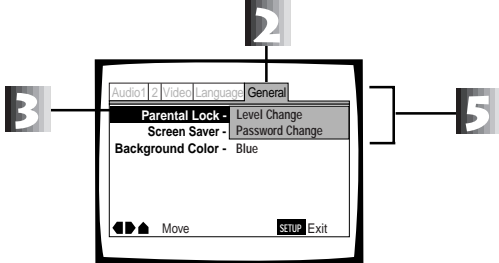 2
3
5
Audio1 2 Video Language General
Parental Lock - Level Change
Screen Saver - Password Change
Background Color - Blue
Move SETUP Exit